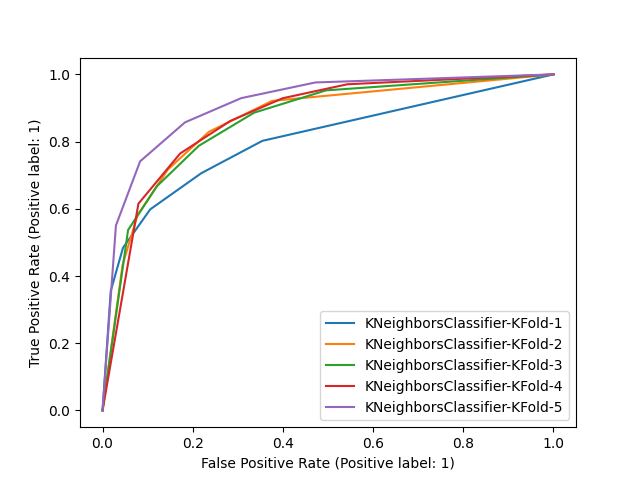 1.0
0.8
0.6
0.4
0.2
0.0
True Positive Rate (Positive label: 1)
KNeighborsClassifier-KFold-1
KNeighborsClassifier-KFold-2
KNeighborsClassifier-KFold-3
KNeighborsClassifier-KFold-4
KNeighborsClassifier-KFold-5
0.0 0.2 0.4 0.6 0.8 1.0
False Positive Rate (Positive label: 1)